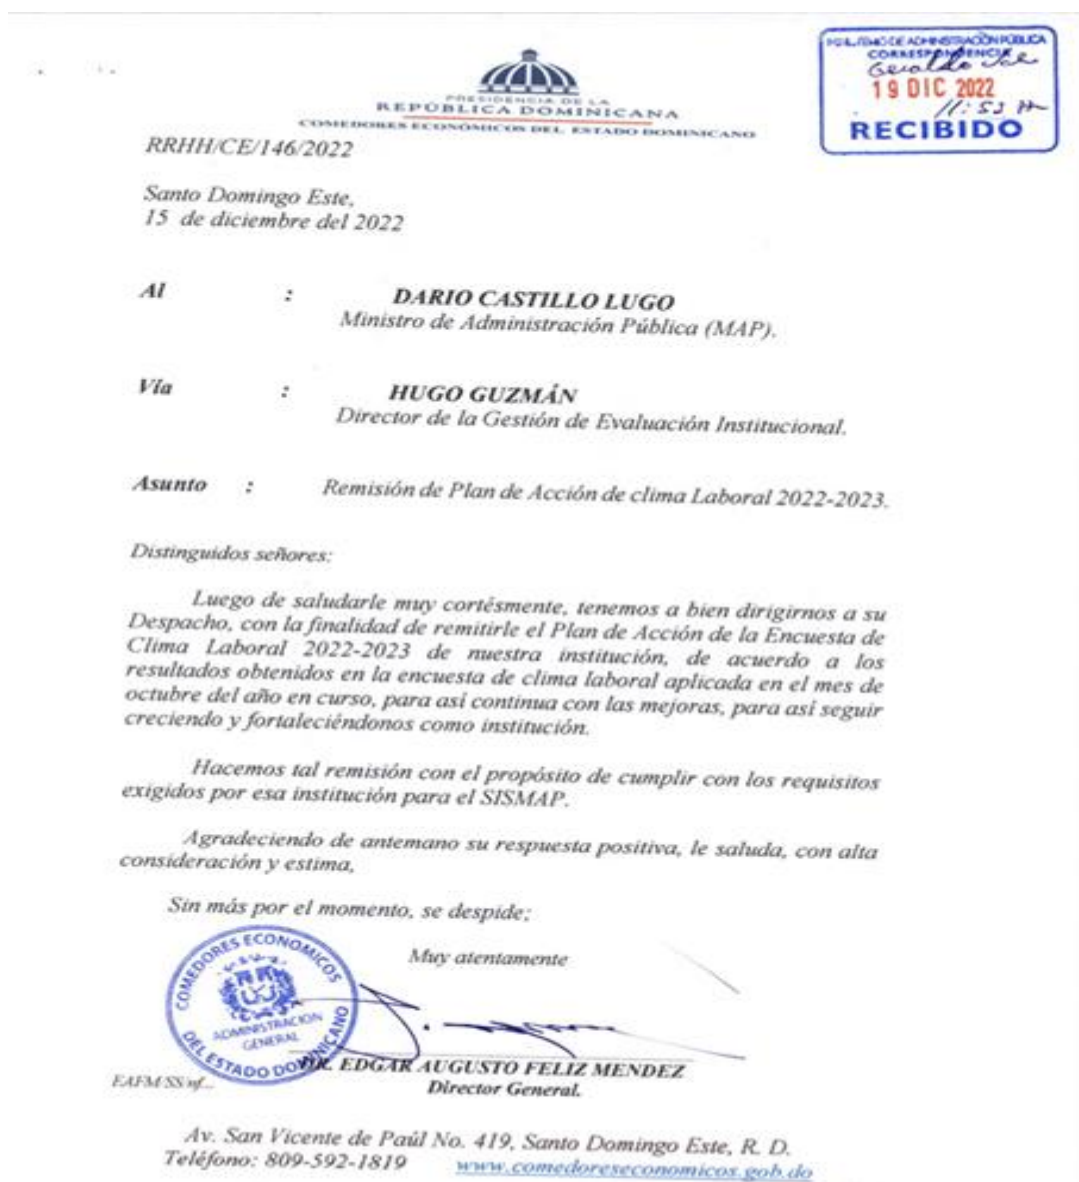 MINISTERIO DE ADMINISTRACIÓN PÚBLICA
CORRESPONDENCIA
19 DIC 2022
11:53
RECIBIDO
PRESIDENCIA DE LA
REPÚBLICA DOMINICANA
COMEDORES ECONÓMICOS DEL ESTADO DOMINICANO
RRHH/CE/146/2022
Santo Domingo Este,
15 de diciembre del 2022
Al : DARIO CASTILLO LUGO
Ministro de Administración Pública (MAP).
Vía : HUGO GUZMÁN
Director de la Gestión de Evaluación Institucional.
Asunto : Remisión de Plan de Acción de clima Laboral 2022-2023.
Distinguidos señores:
Luego de saludarle muy cortésmente, tenemos a bien dirigirnos a su
Despacho, con la finalidad de remitirle el Plan de Acción de la Encuesta de
Clima Laboral 2022-2023 de nuestra institución, de acuerdo a los
resultados obtenidos en la encuesta de clima laboral aplicada en el mes de
octubre del año en curso, para así continua con las mejoras, para así seguir
creciendo y fortaleciéndonos como institución.
Hacemos tal remisión con el propósito de cumplir con los requisitos
exigidos por esa institución para el SISMAP.
Agradeciendo de antemano su respuesta positiva, le saluda, con alta
consideración y estima,
Sin más por el momento, se despide;
Muy atentamente
COMEDORES ECONOMICOS
DEL ESTADO DOMINICANO
ADMINISTRACION
GENERAL
DR. EDGAR AUGUSTO FELIZ MENDEZ
Director General.
EAFM/SS/nf...
Av. San Vicente de Paúl No. 419, Santo Domingo Este, R. D.
Teléfono: 809-592-1819 www.comedoreseconomicos.gob.do